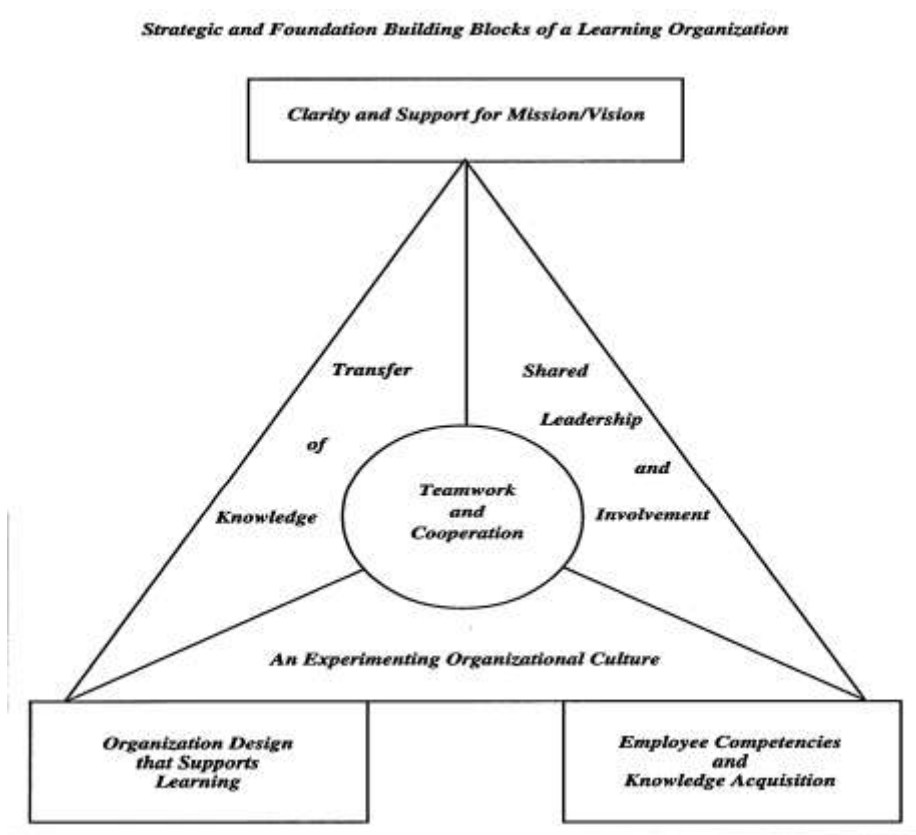 Strategic and Foundation Building Blocks of a Learning Organization
Clarity and Support for Mission/Vision
Transfer
of
Knowledge
Shared
Leadership
and
Involvement
Teamwork
and
Cooperation
An Experimenting Organizational Culture
Organization Design
that Supports
Learning
Employee Competencies
and
Knowledge Acquisition